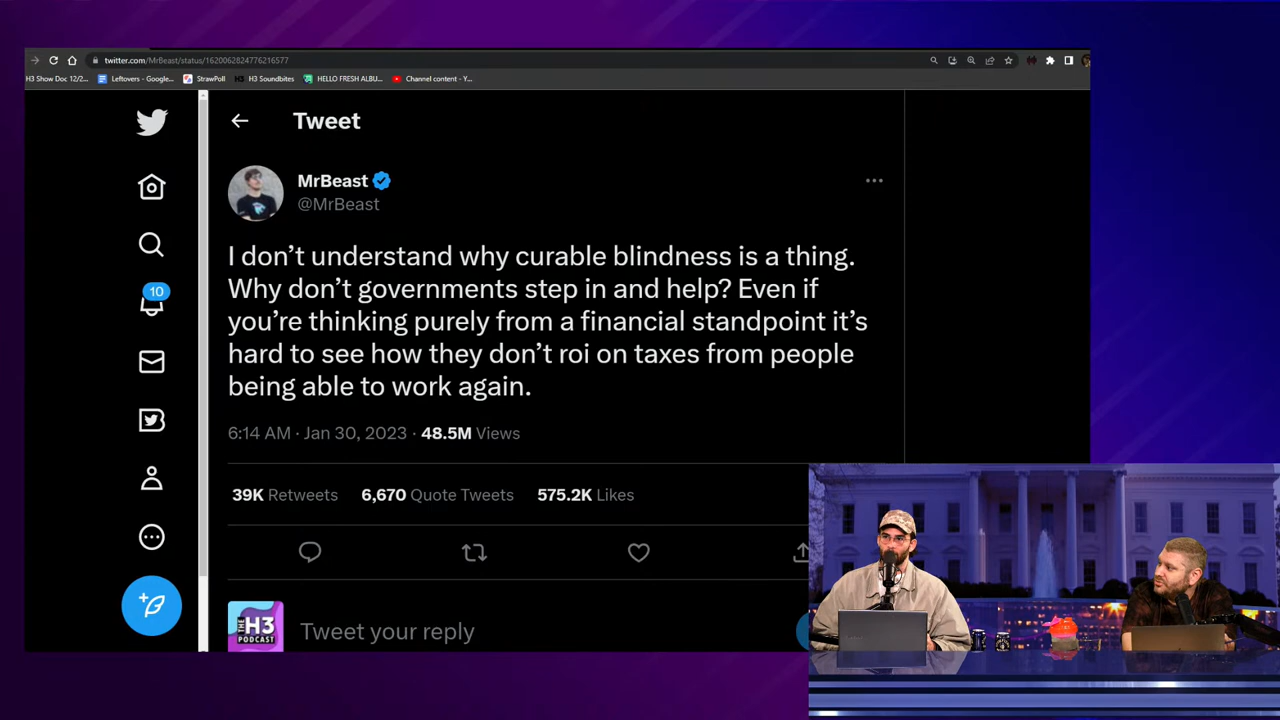 twitter.com/MrBeast/status/1620062824776216577
H3 Show Doc 12/2...
Leftovers - Google...
StrawPoll
H3 H3 Soundbites
HELLO FRESH ALBU...
Channel content - Y...
Tweet
MrBeast
@MrBeast
I don’t understand why curable blindness is a thing.
Why don’t governments step in and help? Even if
you’re thinking purely from a financial standpoint it’s
hard to see how they don’t roi on taxes from people
being able to work again.
6:14 AM · Jan 30, 2023 · 48.5M Views
39K Retweets 6,670 Quote Tweets 575.2K Likes
10
THE H3 PODCAST
Tweet your reply